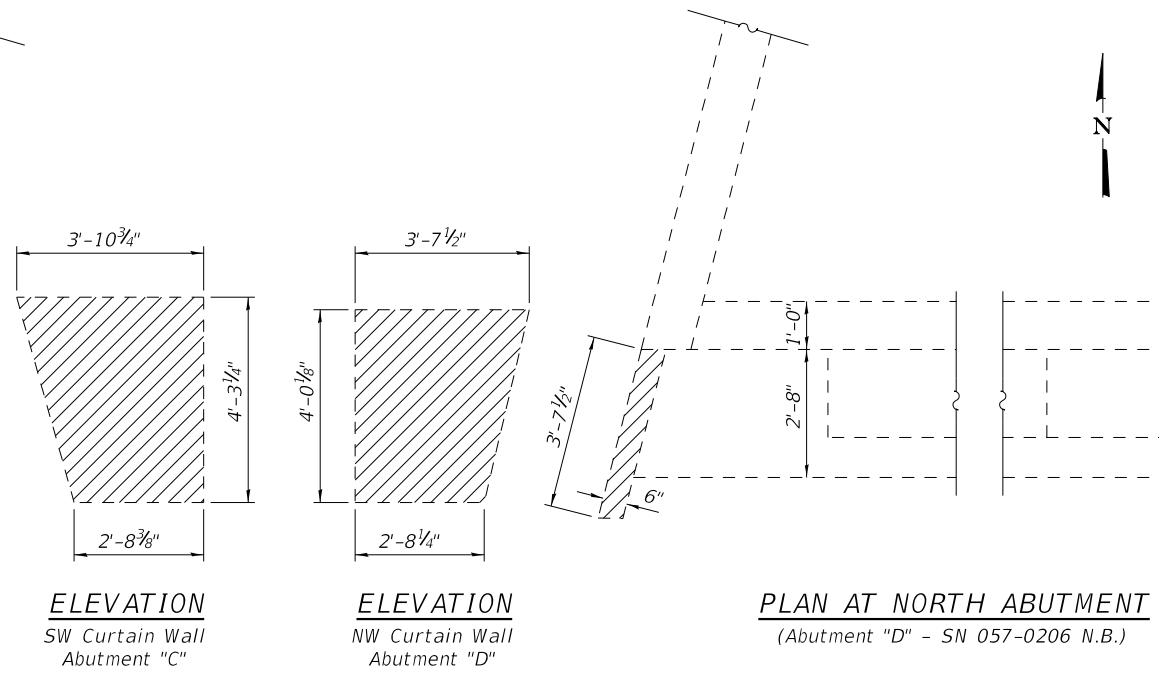 N
3'-10¾"
4'-3¼"
2'-8⅜"
ELEVATION
SW Curtain Wall
Abutment "C"
3'-7½"
4'-0⅛"
2'-8¼"
ELEVATION
NW Curtain Wall
Abutment "D"
1'-0"
3'-7½"
2'-8"
6"
PLAN AT NORTH ABUTMENT
(Abutment "D" - SN 057-0206 N.B.)